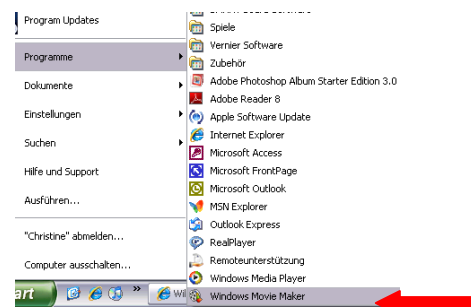 Program Updates
Programme
Dokumente
Einstellungen
Suchen
Hilfe und Support
Ausführen...
"Christine" abmelden...
Computer ausschalten...
Spiele
Vernier Software
Zubehör
Adobe Photoshop Album Starter Edition 3.0
Adobe Reader 8
Apple Software Update
Internet Explorer
Microsoft Access
Microsoft FrontPage
Microsoft Outlook
MSN Explorer
Outlook Express
RealPlayer
Remoteunterstützung
Windows Media Player
Windows Movie Maker
art
»